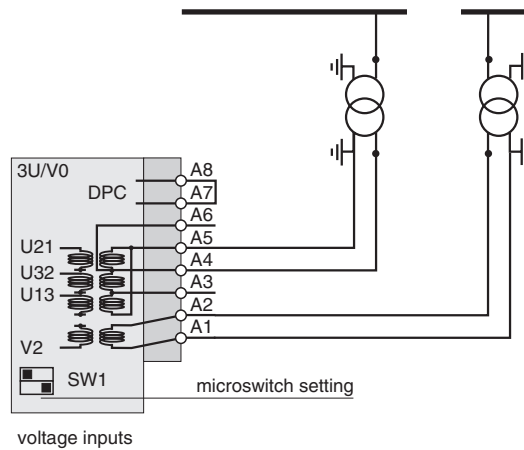 3U/V0
DPC
A8
A7
A6
U21
A5
U32
A4
U13
A3
A2
A1
V2
SW1
microswitch setting
voltage inputs